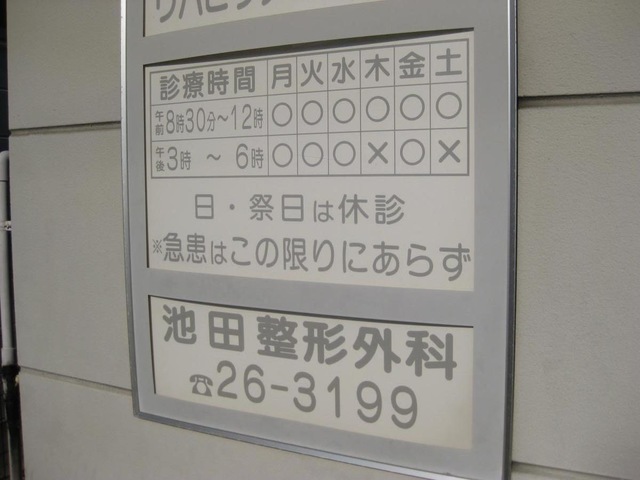 診療時間 月 火 水 木 金 土
午前8時30分～12時 ○ ○ ○ ○ ○ ○
午後3時～6時 ○ ○ ○ × ○ ×
日・祭日は休診
※急患はこの限りにあらず
池田整形外科
☎26-3199